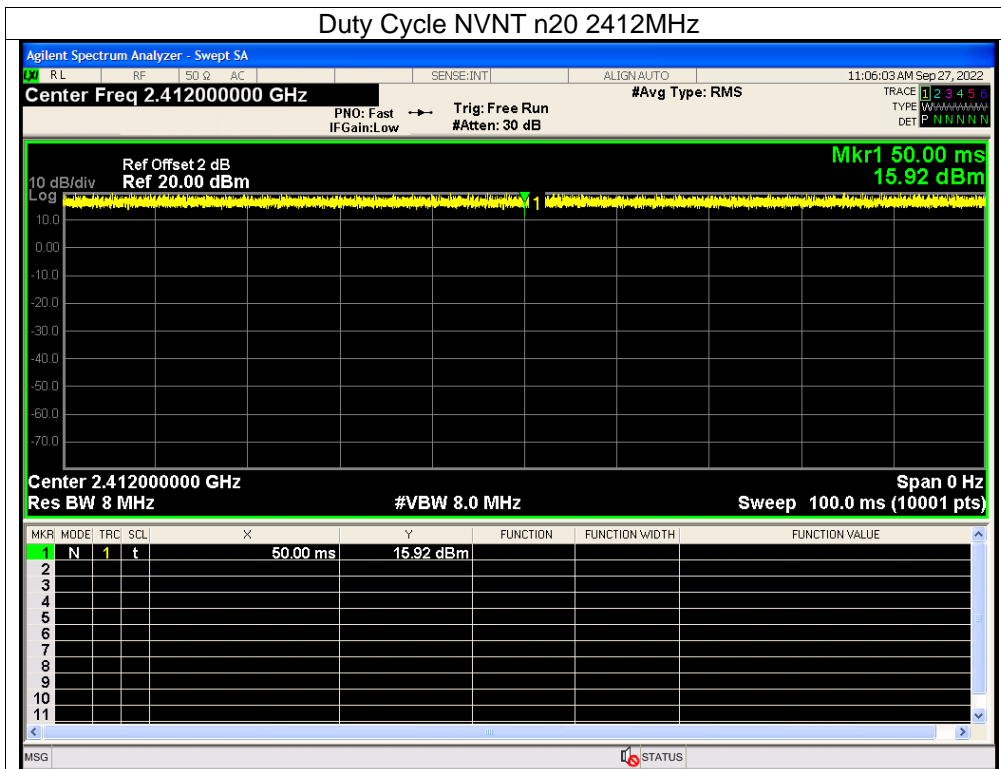 Duty Cycle NVNT n20 2412MHz
Agilent Spectrum Analyzer - Swept SA
LXI RL RF 50 Ω AC SENSE:INT ALIGN AUTO 11:06:03 AM Sep 27, 2022
Center Freq 2.412000000 GHz
PNO: Fast
IFGain:Low
Trig: Free Run
#Atten: 30 dB
#Avg Type: RMS
TRACE 1 2 3 4 5 6
TYPE WWWWWW
DET P N N N N N
Mkr1 50.00 ms
15.92 dBm
Ref Offset 2 dB
10 dB/div Ref 20.00 dBm
Log
1
10.0
0.00
-10.0
-20.0
-30.0
-40.0
-50.0
-60.0
-70.0
Center 2.412000000 GHz Span 0 Hz
Res BW 8 MHz #VBW 8.0 MHz Sweep 100.0 ms (10001 pts)
MKR MODE TRC SCL X Y FUNCTION FUNCTION WIDTH FUNCTION VALUE
1 N 1 t 50.00 ms 15.92 dBm
2
3
4
5
6
7
8
9
10
11
MSG STATUS